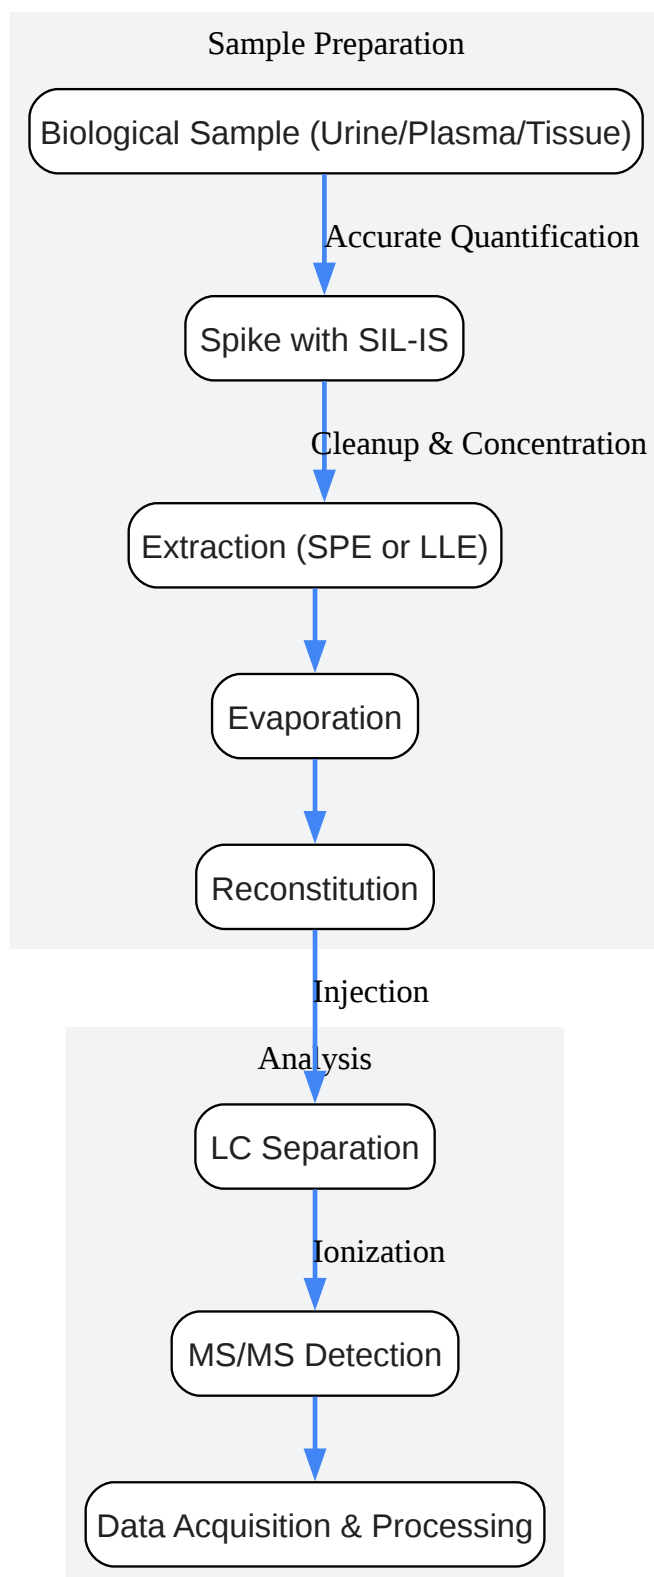 Sample Preparation
Biological Sample (Urine/Plasma/Tissue)
Accurate Quantification
Spike with SIL-IS
Cleanup & Concentration
Extraction (SPE or LLE)
Evaporation
Reconstitution
Injection
Analysis
LC Separation
Ionization
MS/MS Detection
Data Acquisition & Processing